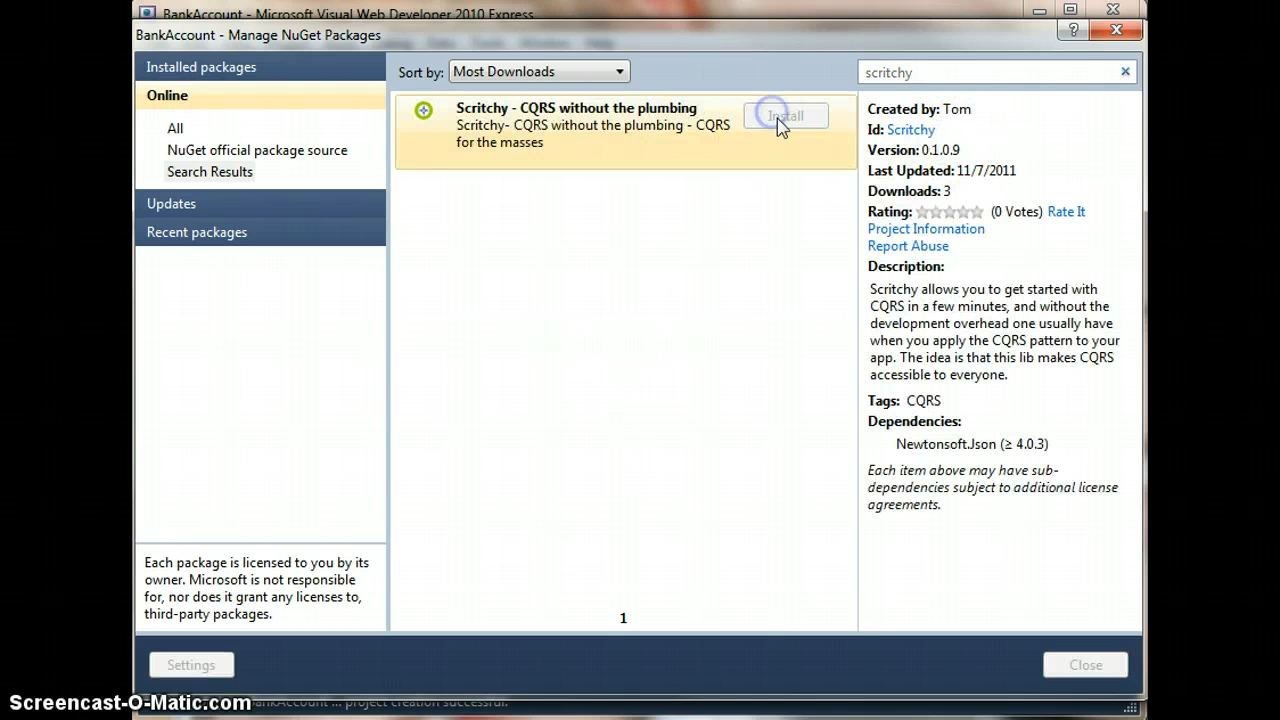 BankAccount - Microsoft Visual Web Developer 2010 Express
BankAccount - Manage NuGet Packages
Installed packages
Online
All
NuGet official package source
Search Results
Updates
Recent packages
Each package is licensed to you by its
owner. Microsoft is not responsible
for, nor does it grant any licenses to,
third-party packages.
Settings
Sort by: Most Downloads
Scritchy - CQRS without the plumbing
Scritchy- CQRS without the plumbing - CQRS
for the masses
Install
1
scritchy
Created by: Tom
Id: Scritchy
Version: 0.1.0.9
Last Updated: 11/7/2011
Downloads: 3
Rating: (0 Votes) Rate It
Project Information
Report Abuse
Description:
Scritchy allows you to get started with
CQRS in a few minutes, and without the
development overhead one usually have
when you apply the CQRS pattern to your
app. The idea is that this lib makes CQRS
accessible to everyone.
Tags: CQRS
Dependencies:
Newtonsoft.Json (≥ 4.0.3)
Each item above may have sub-
dependencies subject to additional license
agreements.
Close
Screencast-O-Matic.com
BankAccount ... project creation successful.